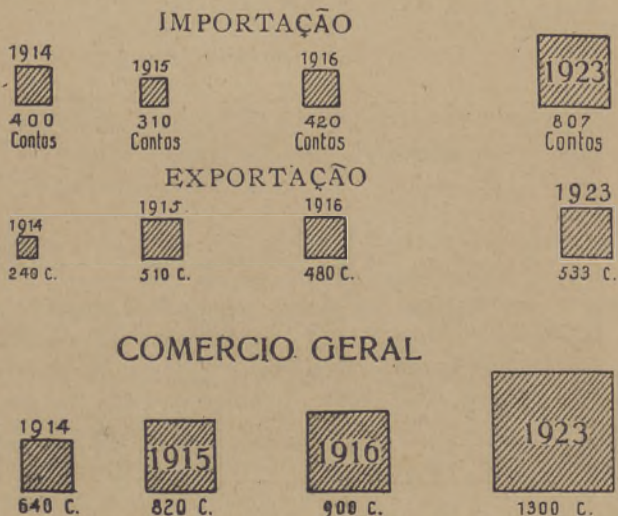 IMPORTAÇÃO
1914 1915 1916 1923
400 310 420 807
Contos Contos Contos Contos
EXPORTAÇÃO
1914 1915 1916 1923
240 C. 510 C. 480 C. 533 C.
COMERCIO GERAL
1914 1915 1916 1923
640 C. 820 C. 900 C. 1300 C.